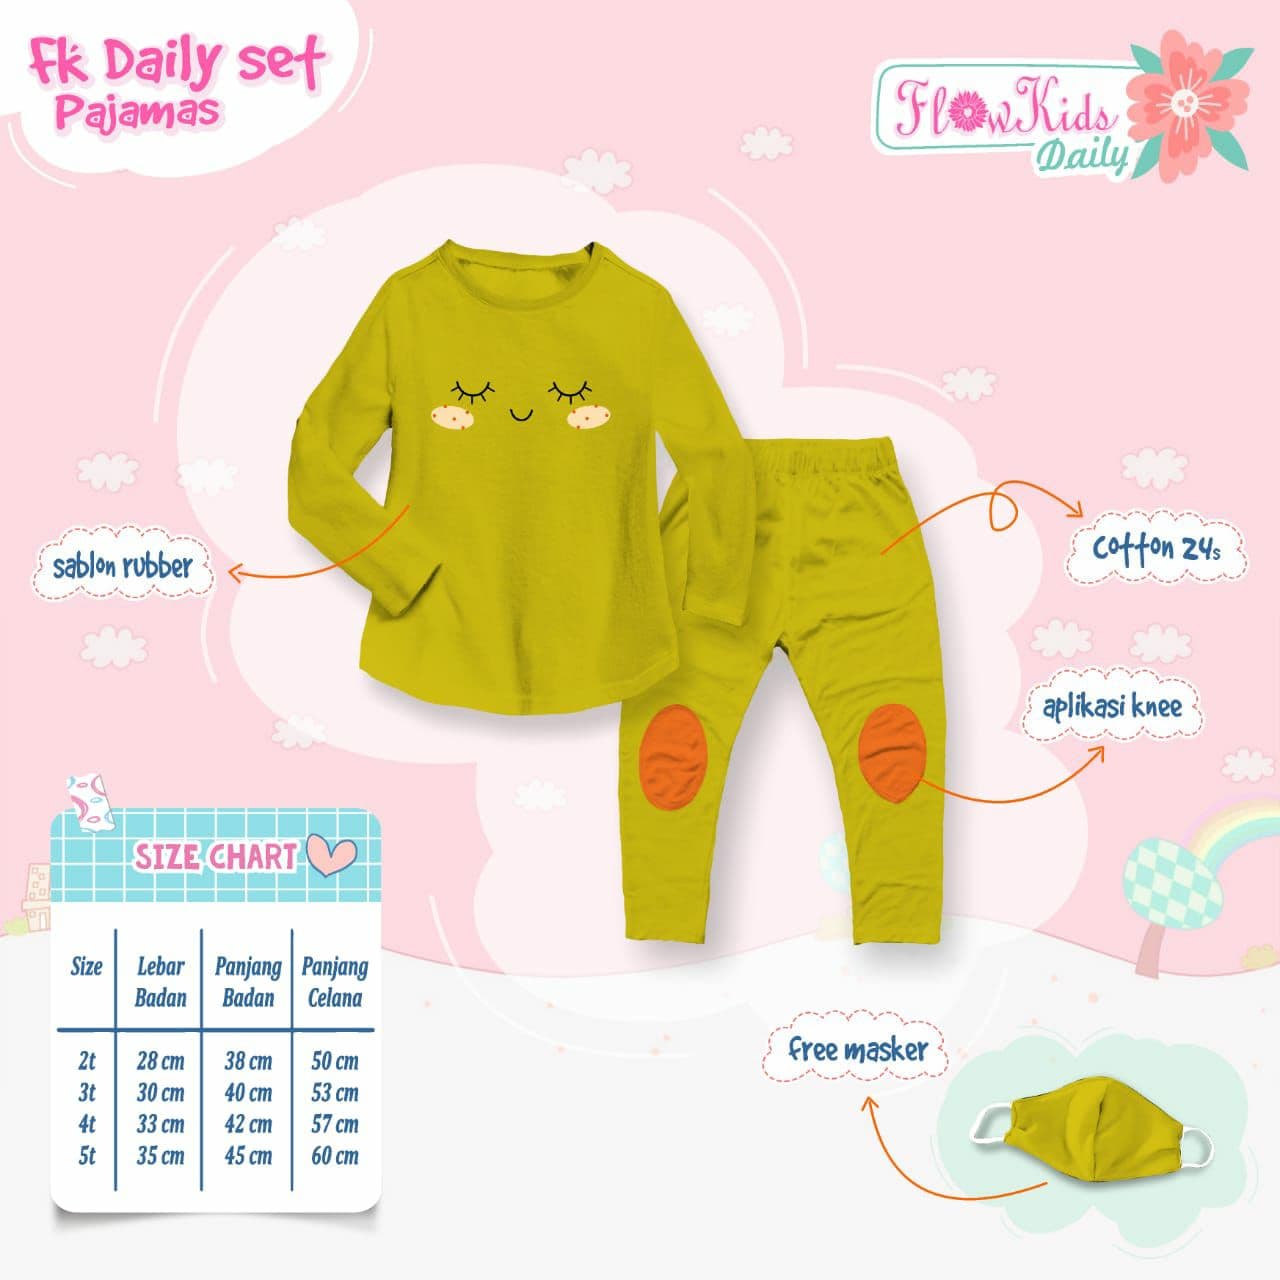 Fk Daily set
Pajamas
FlowKids
Daily
sablon rubber
Cotton 24s
aplikasi knee
SIZE CHART
Size Lebar Badan Panjang Badan Panjang Celana
2t 28 cm 38 cm 50 cm
3t 30 cm 40 cm 53 cm
4t 33 cm 42 cm 57 cm
5t 35 cm 45 cm 60 cm
free masker